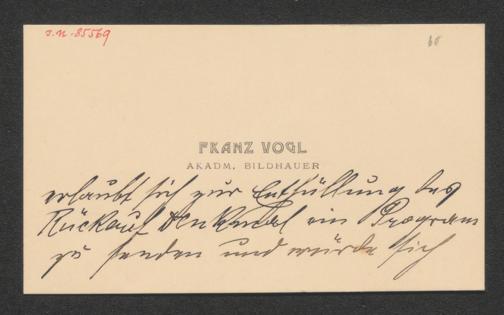 J.N. 85569
60
FRANZ VOGL
AKADM. BILDHAUER
erlaubt sich zur Enthüllung des
Rückauf Denkmal ein Program
zu senden und würde sich